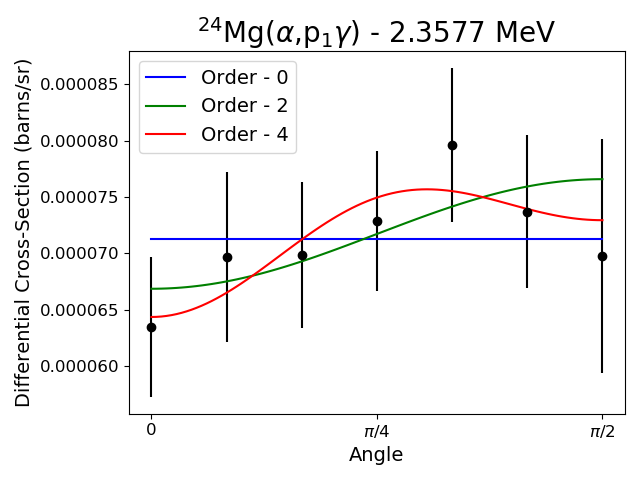 ²⁴Mg(α,p₁γ) - 2.3577 MeV
Differential Cross-Section (barns/sr)
0.000085
0.000080
0.000075
0.000070
0.000065
0.000060
Order - 0
Order - 2
Order - 4
0
π/4
π/2
Angle